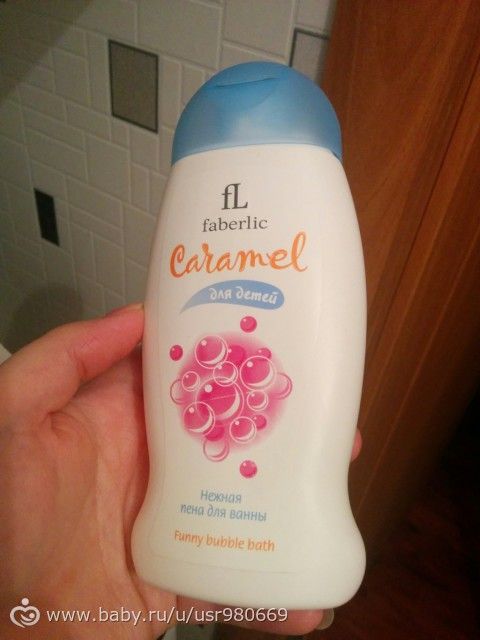 fL
faberlic
Caramel
для детей
Нежная
пена для ванны
Funny bubble bath
www.baby.ru/u/usr980669